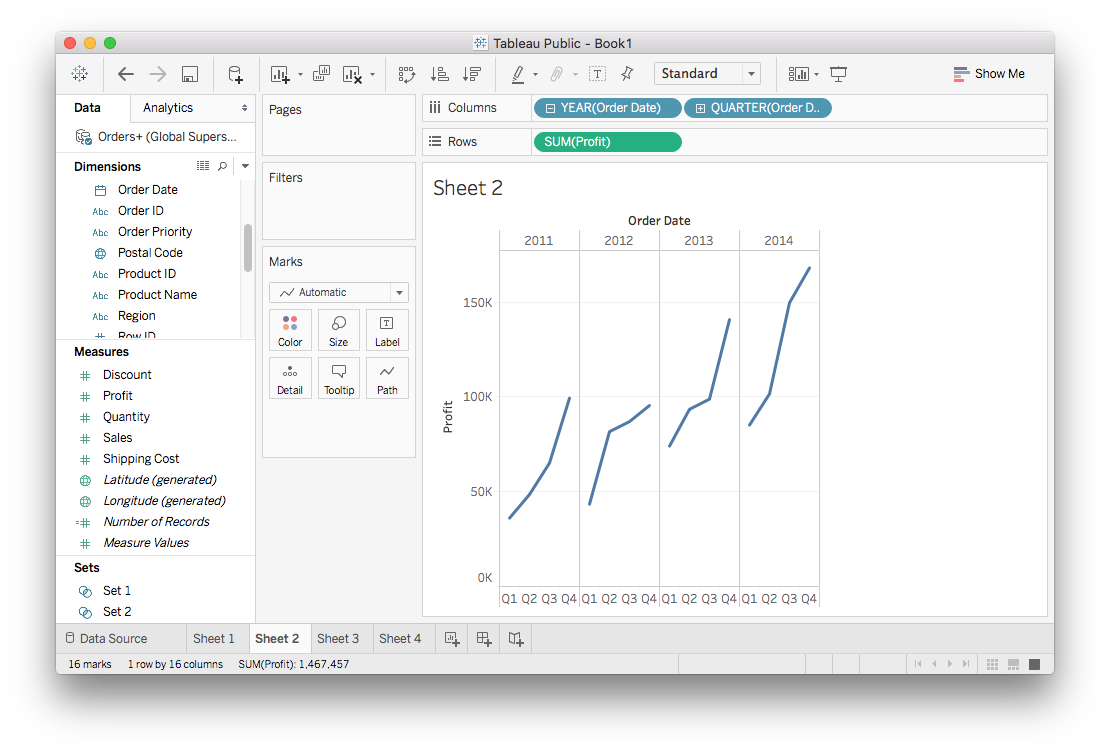 Tableau Public - Book1
Standard
Show Me
Data
Analytics
Orders+ (Global Supers...
Dimensions
Order Date
Abc Order ID
Abc Order Priority
Postal Code
Abc Product ID
Abc Product Name
Abc Region
Row ID
Measures
Discount
Profit
Quantity
Sales
Shipping Cost
Latitude (generated)
Longitude (generated)
Number of Records
Measure Values
Sets
Set 1
Set 2
Pages
Filters
Marks
Automatic
Color Size Label
Detail Tooltip Path
Columns YEAR(Order Date) QUARTER(Order D..
Rows SUM(Profit)
Sheet 2
Order Date
2011 2012 2013 2014
150K
100K
50K
0K
Profit
Q1 Q2 Q3 Q4 Q1 Q2 Q3 Q4 Q1 Q2 Q3 Q4 Q1 Q2 Q3 Q4
Data Source Sheet 1 Sheet 2 Sheet 3 Sheet 4
16 marks 1 row by 16 columns SUM(Profit): 1,467,457